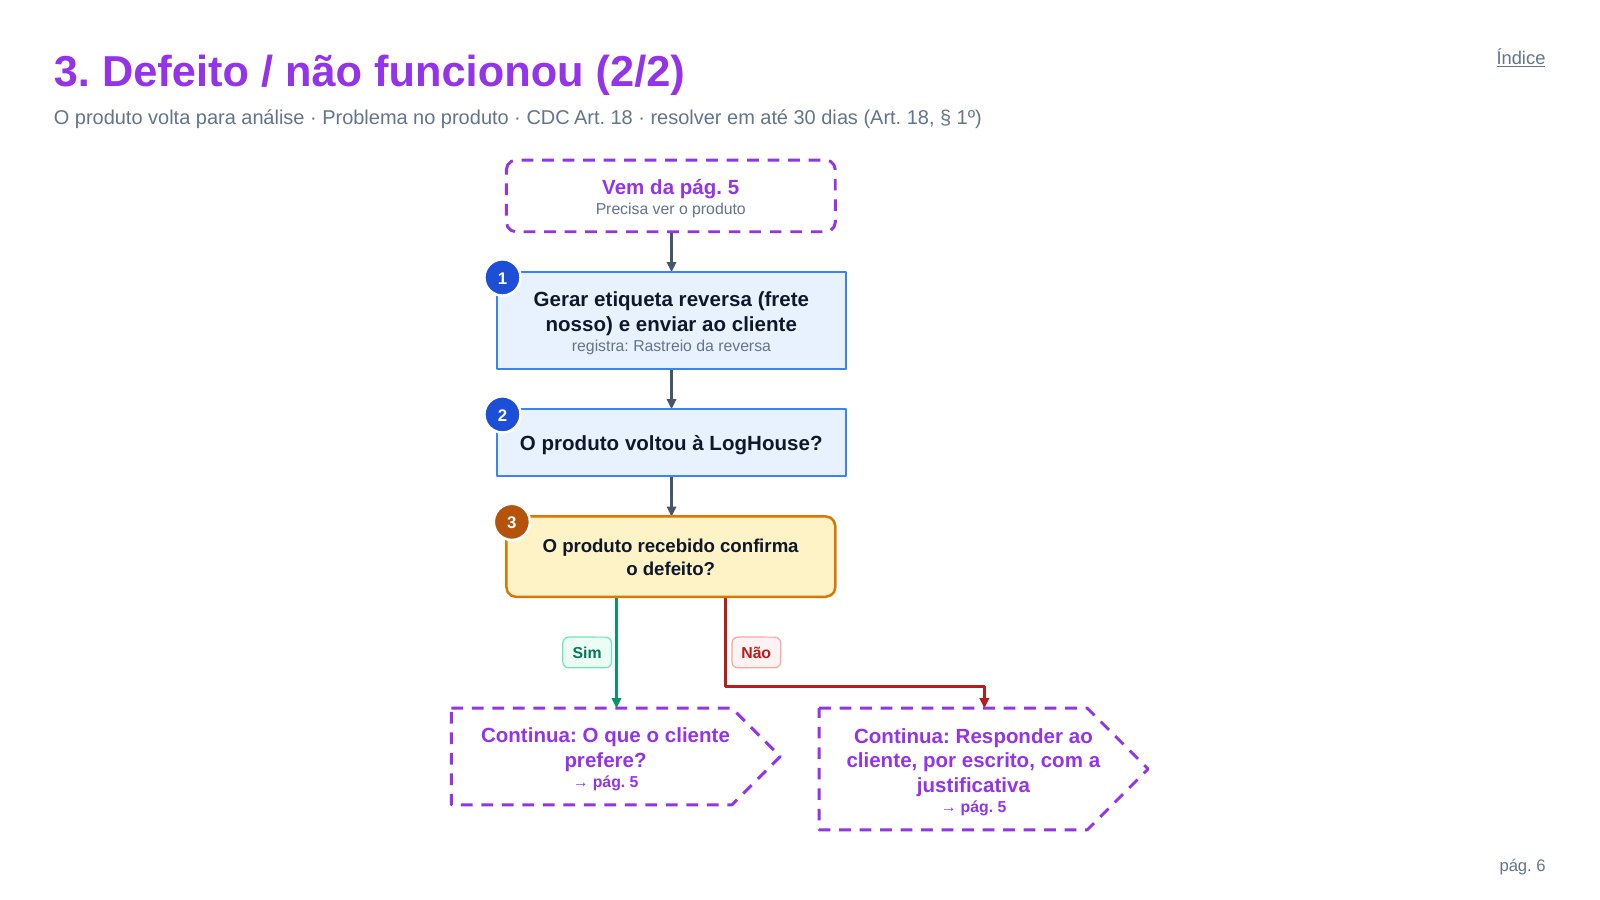 3. Defeito / não funcionou (2/2)
Índice
O produto volta para análise · Problema no produto · CDC Art. 18 · resolver em até 30 dias (Art. 18, § 1º)
Vem da pág. 5
Precisa ver o produto
1
Gerar etiqueta reversa (frete
nosso) e enviar ao cliente
registra: Rastreio da reversa
2
O produto voltou à LogHouse?
3
O produto recebido confirma
o defeito?
Sim
Não
Continua: O que o cliente
prefere?
→ pág. 5
Continua: Responder ao
cliente, por escrito, com a
justificativa
→ pág. 5
pág. 6